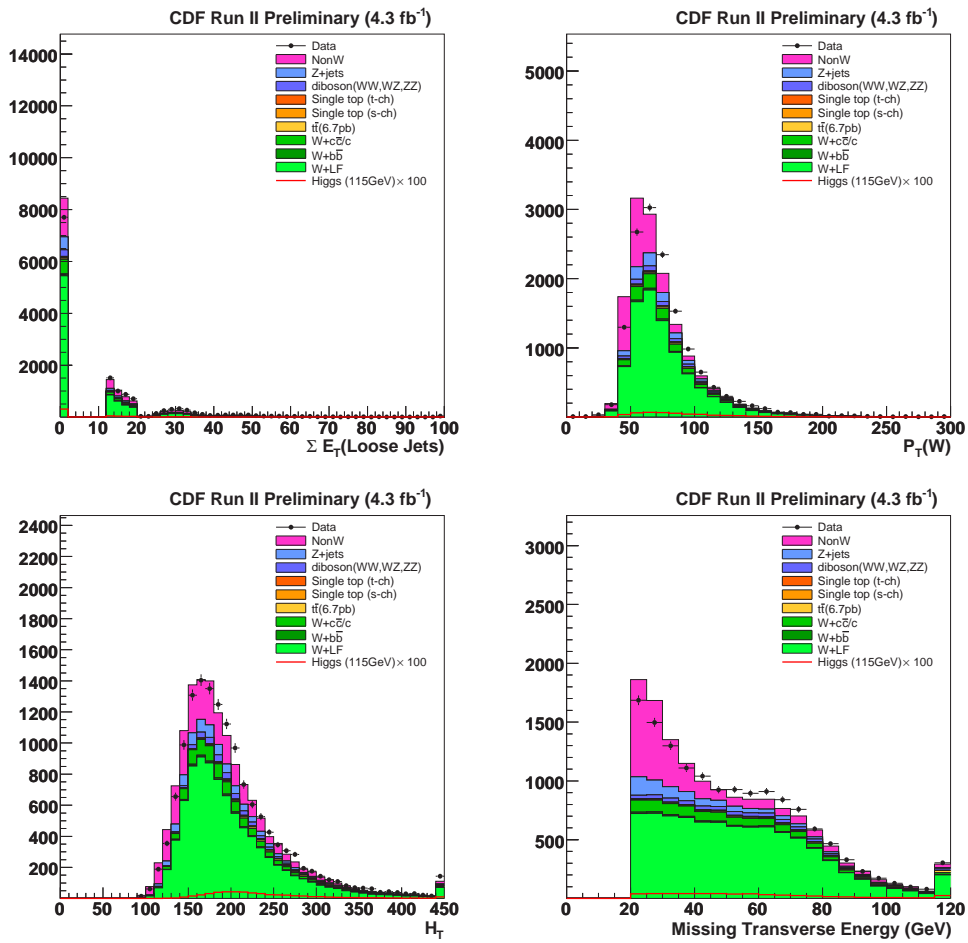 CDF Run II Preliminary (4.3 fb⁻¹)
Data
NonW
Z+jets
diboson(WW,WZ,ZZ)
Single top (t-ch)
Single top (s-ch)
tt̄(6.7pb)
W+cc̄/c
W+bb̄
W+LF
Higgs (115GeV)× 100
14000
12000
10000
8000
6000
4000
2000
0 10 20 30 40 50 60 70 80 90 100
Σ E_T(Loose Jets)
CDF Run II Preliminary (4.3 fb⁻¹)
Data
NonW
Z+jets
diboson(WW,WZ,ZZ)
Single top (t-ch)
Single top (s-ch)
tt̄(6.7pb)
W+cc̄/c
W+bb̄
W+LF
Higgs (115GeV)× 100
5000
4000
3000
2000
1000
0 50 100 150 200 250 300
P_T(W)
CDF Run II Preliminary (4.3 fb⁻¹)
Data
NonW
Z+jets
diboson(WW,WZ,ZZ)
Single top (t-ch)
Single top (s-ch)
tt̄(6.7pb)
W+cc̄/c
W+bb̄
W+LF
Higgs (115GeV)× 100
2400
2200
2000
1800
1600
1400
1200
1000
800
600
400
200
0 50 100 150 200 250 300 350 400 450
H_T
CDF Run II Preliminary (4.3 fb⁻¹)
Data
NonW
Z+jets
diboson(WW,WZ,ZZ)
Single top (t-ch)
Single top (s-ch)
tt̄(6.7pb)
W+cc̄/c
W+bb̄
W+LF
Higgs (115GeV)× 100
3000
2500
2000
1500
1000
500
0 20 40 60 80 100 120
Missing Transverse Energy (GeV)